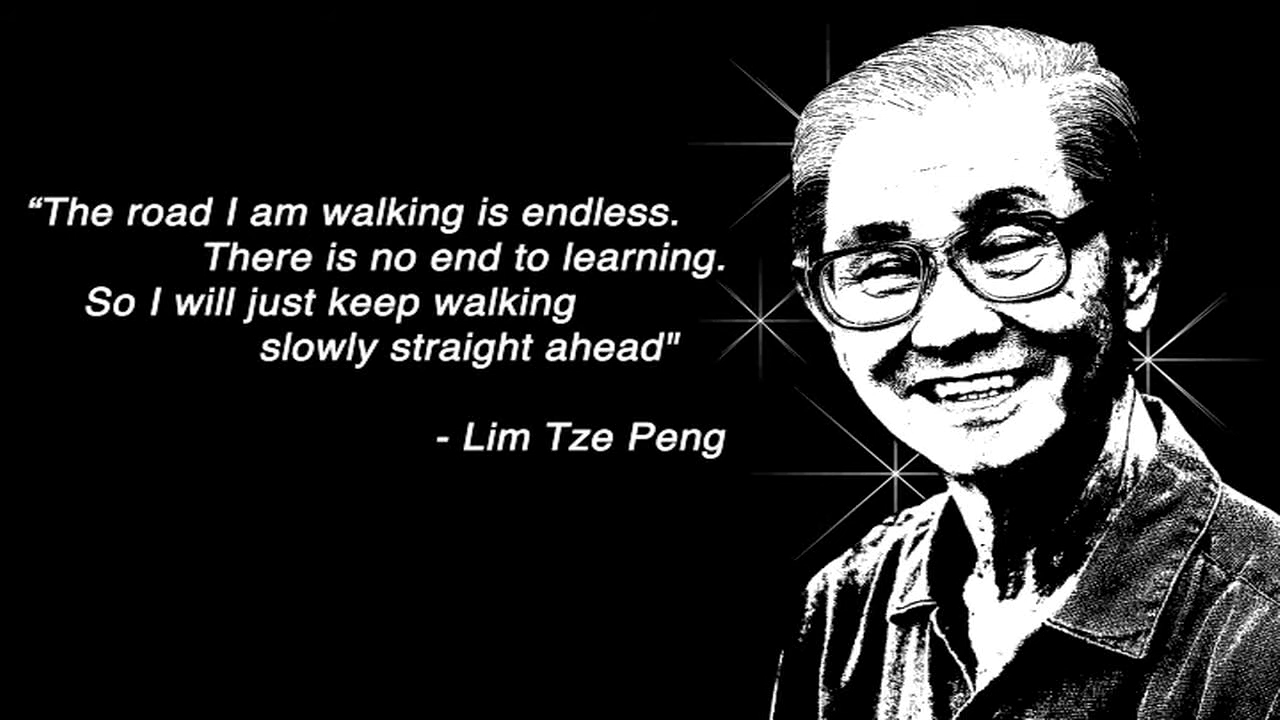 “The road I am walking is endless.
There is no end to learning.
So I will just keep walking
slowly straight ahead"
- Lim Tze Peng